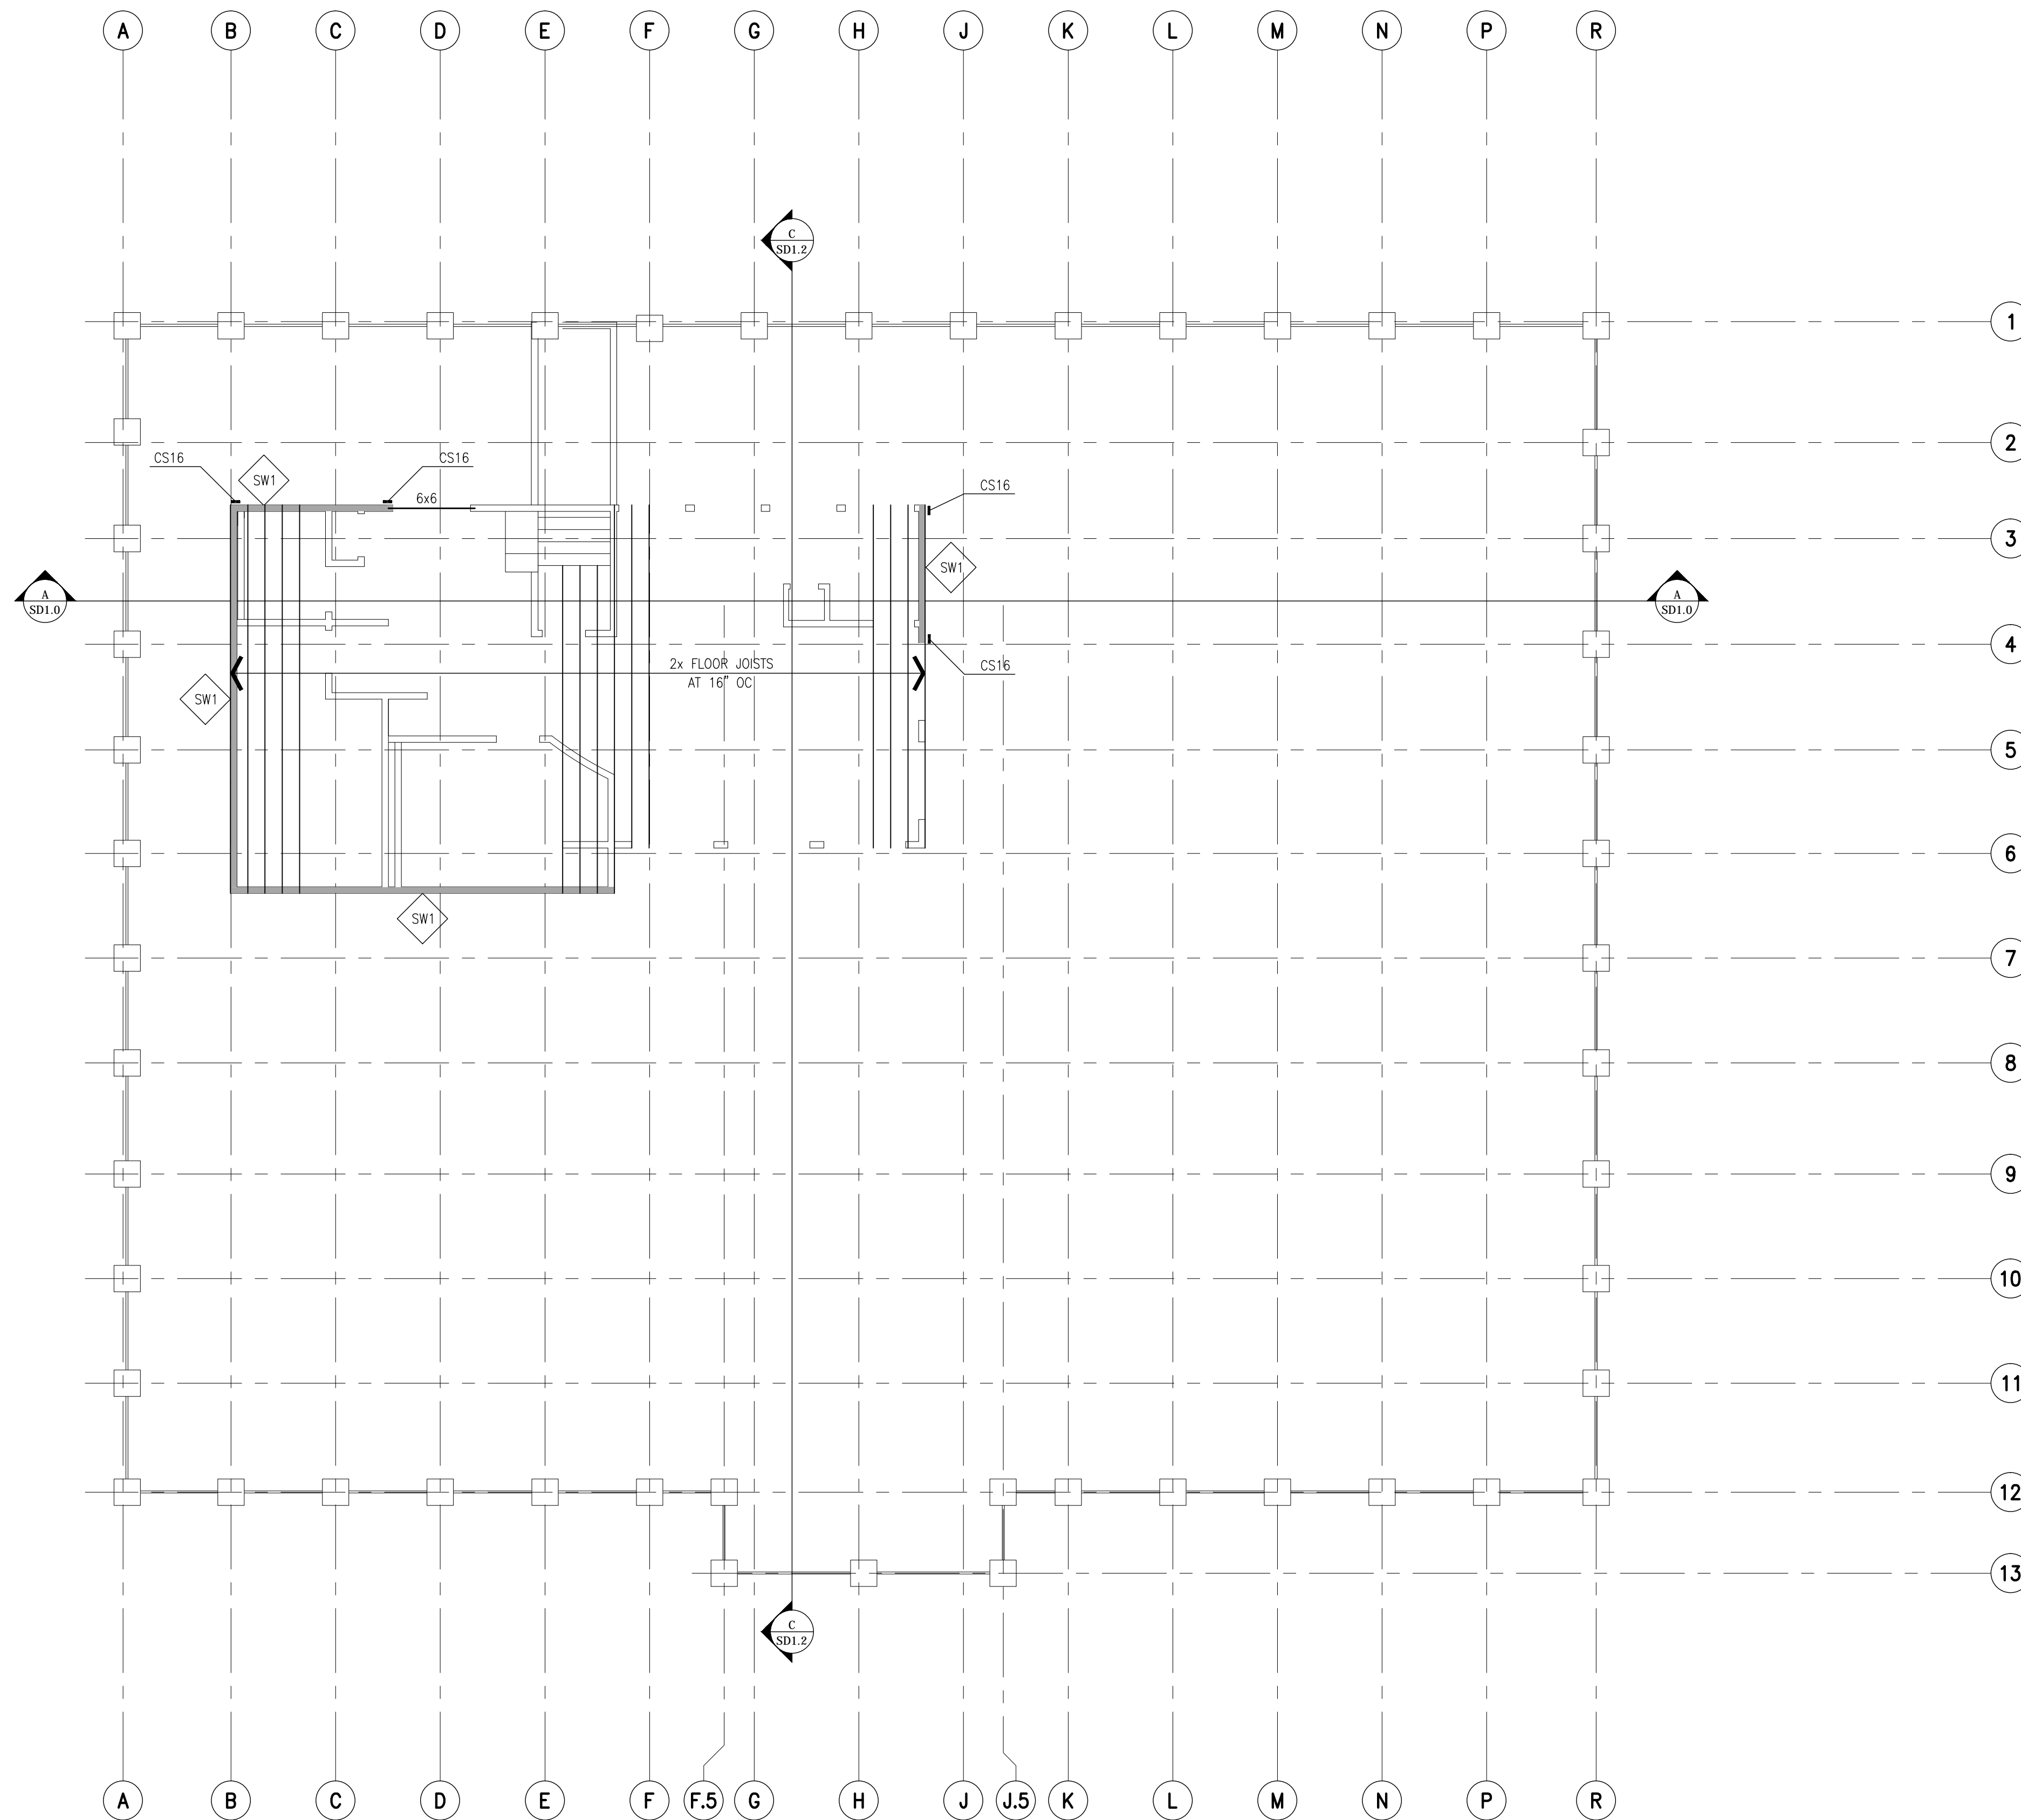 A B C D E F G H J K L M N P R
C
SD1.2
1
2
CS16
CS16
SW1
CS16
6x6
3
SW1
A
SD1.0
A
SD1.0
4
2x FLOOR JOISTS
CS16
AT 16" OC
SW1
5
6
SW1
7
8
9
10
11
12
13
C
SD1.2
A B C D E F F.5 G H J J.5 K L M N P R